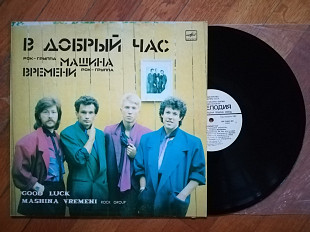 В ДОБРЫЙ ЧАС
РОК-ГРУППА МАШИНА
ВРЕМЕНИ РОК-ГРУППА
GOOD LUCK
MASHINA VREMENI ROCK GROUP
МЕЛОДИЯ